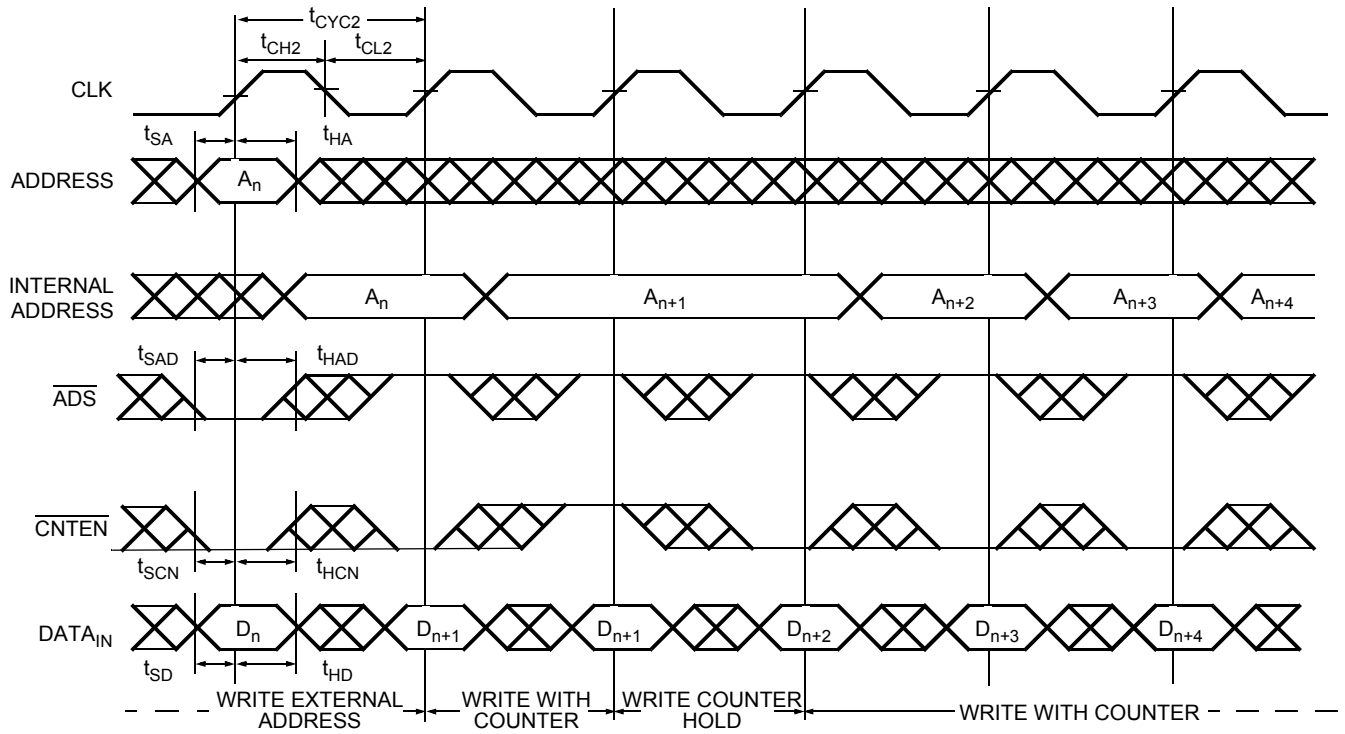 tCYC2
tCH2 tCL2
CLK
tSA tHA
ADDRESS An
INTERNAL
ADDRESS
An An+1 An+2 An+3 An+4
tSAD tHAD
ADS
CNTEN
tSCN tHCN
DATAIN Dn Dn+1 Dn+1 Dn+2 Dn+3 Dn+4
tSD tHD
WRITE EXTERNAL
ADDRESS
WRITE WITH
COUNTER
WRITE COUNTER
HOLD
WRITE WITH COUNTER